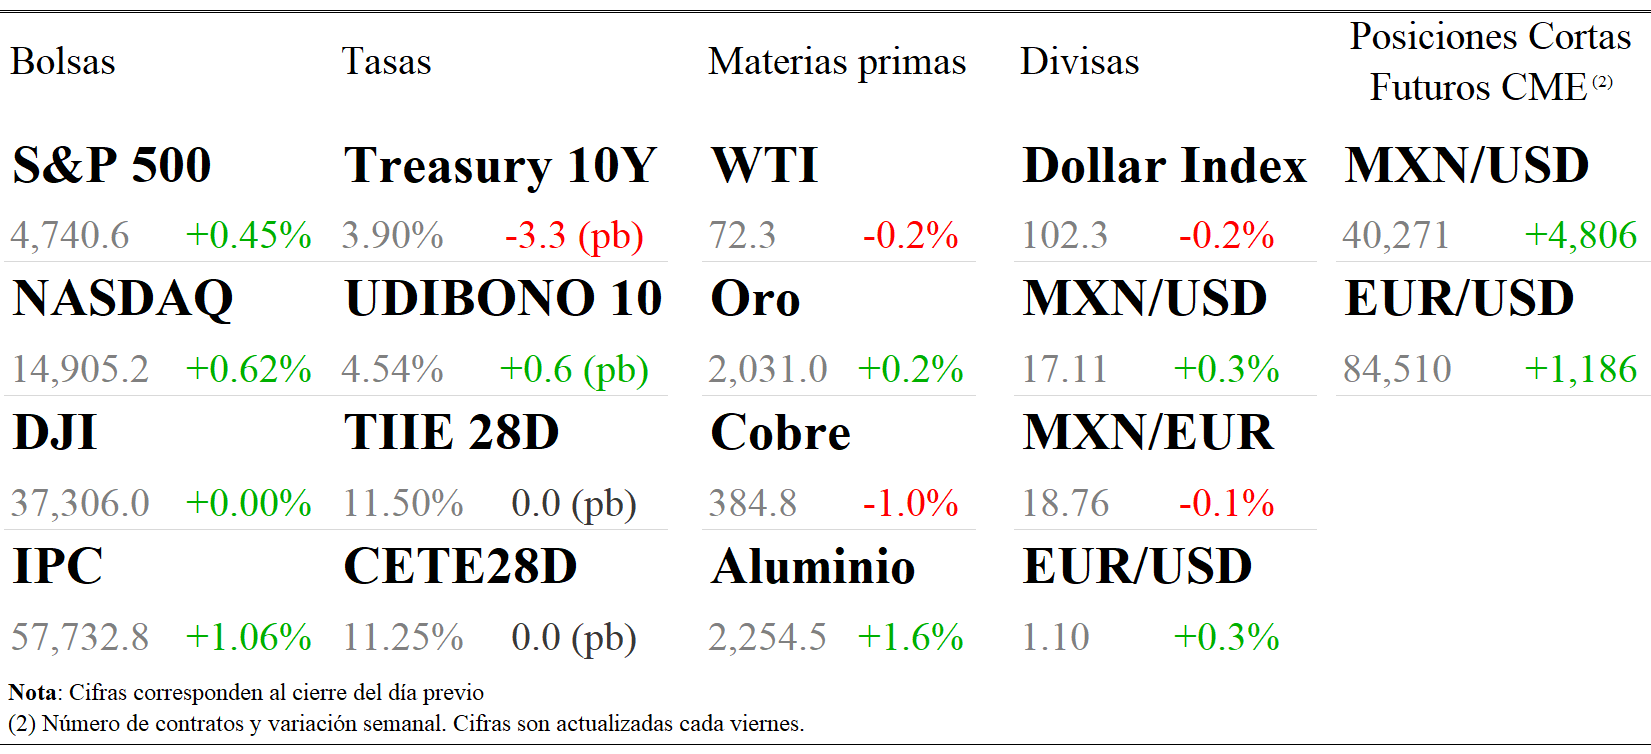 Bolsas Tasas Materias primas Divisas Posiciones Cortas
Futuros CME (2)
S&P 500 Treasury 10Y WTI Dollar Index MXN/USD
4,740.6 +0.45% 3.90% -3.3 (pb) 72.3 -0.2% 102.3 -0.2% 40,271 +4,806
NASDAQ UDIBONO 10 Oro MXN/USD EUR/USD
14,905.2 +0.62% 4.54% +0.6 (pb) 2,031.0 +0.2% 17.11 +0.3% 84,510 +1,186
DJI TIIE 28D Cobre MXN/EUR
37,306.0 +0.00% 11.50% 0.0 (pb) 384.8 -1.0% 18.76 -0.1%
IPC CETE28D Aluminio EUR/USD
57,732.8 +1.06% 11.25% 0.0 (pb) 2,254.5 +1.6% 1.10 +0.3%
Nota: Cifras corresponden al cierre del día previo
(2) Número de contratos y variación semanal. Cifras son actualizadas cada viernes.